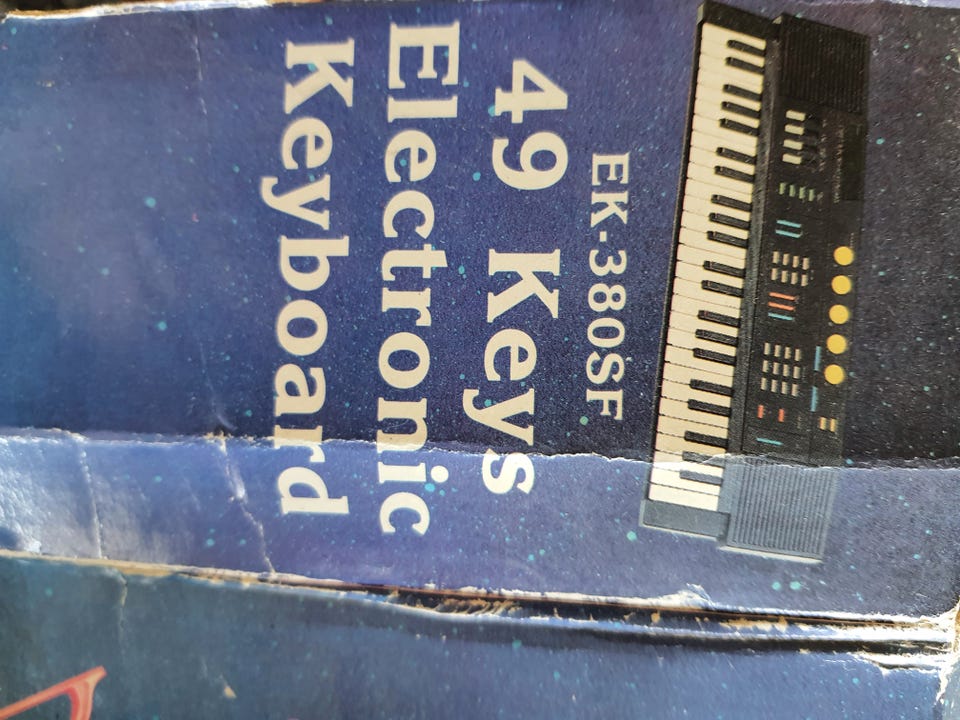 EK-380SF
49 Keys
Electronic
Keyboard